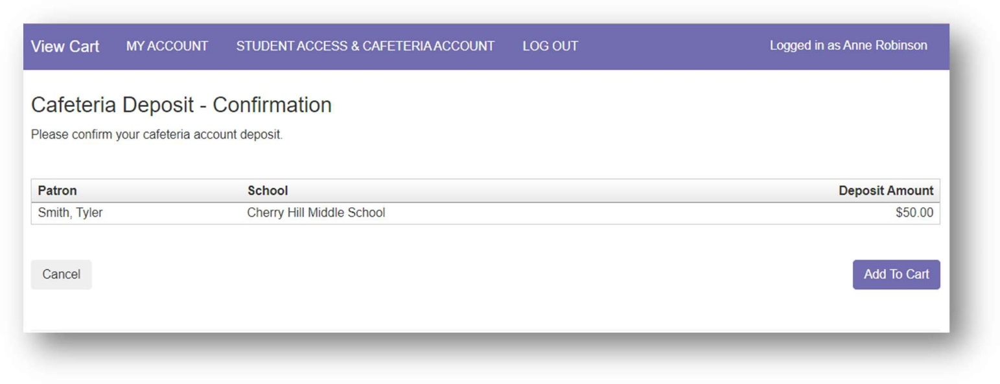 View Cart MY ACCOUNT STUDENT ACCESS & CAFETERIA ACCOUNT LOG OUT Logged in as Anne Robinson
Cafeteria Deposit - Confirmation
Please confirm your cafeteria account deposit.
Patron School Deposit Amount
Smith, Tyler Cherry Hill Middle School $50.00
Cancel Add To Cart